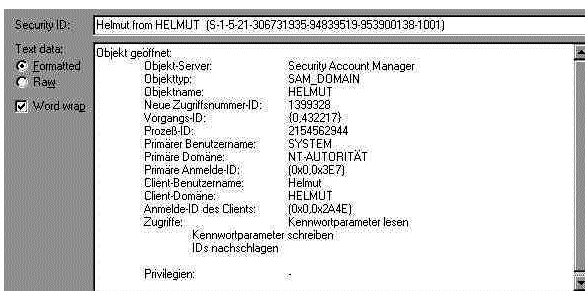 Security ID: Helmut from HELMUT (S-1-5-21-306731935-94839519-953900138-1001)
Text data:
Formatted
Raw
Word wrap
Objekt geöffnet:
Objekt-Server: Security Account Manager
Objekttyp: SAM_DOMAIN
Objektname: HELMUT
Neue Zugriffsnummer-ID: 1399328
Vorgangs-ID: {0,432217}
Prozeß-ID: 2154562944
Primärer Benutzername: SYSTEM
Primäre Domäne: NT-AUTORITÄT
Primäre Anmelde-ID: (0x0,0x3E7)
Client-Benutzername: Helmut
Client-Domäne: HELMUT
Anmelde-ID des Clients: (0x0,0x2A4E)
Zugriffe: Kennwortparameter lesen
Kennwortparameter schreiben
IDs nachschlagen
Privilegien: -